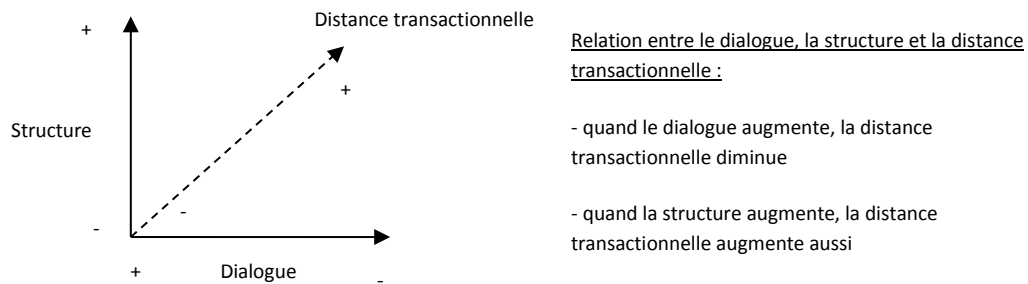 Distance transactionnelle
+
+
Structure
-
-
+
Dialogue
-
Relation entre le dialogue, la structure et la distance
transactionnelle :
- quand le dialogue augmente, la distance
transactionnelle diminue
- quand la structure augmente, la distance
transactionnelle augmente aussi